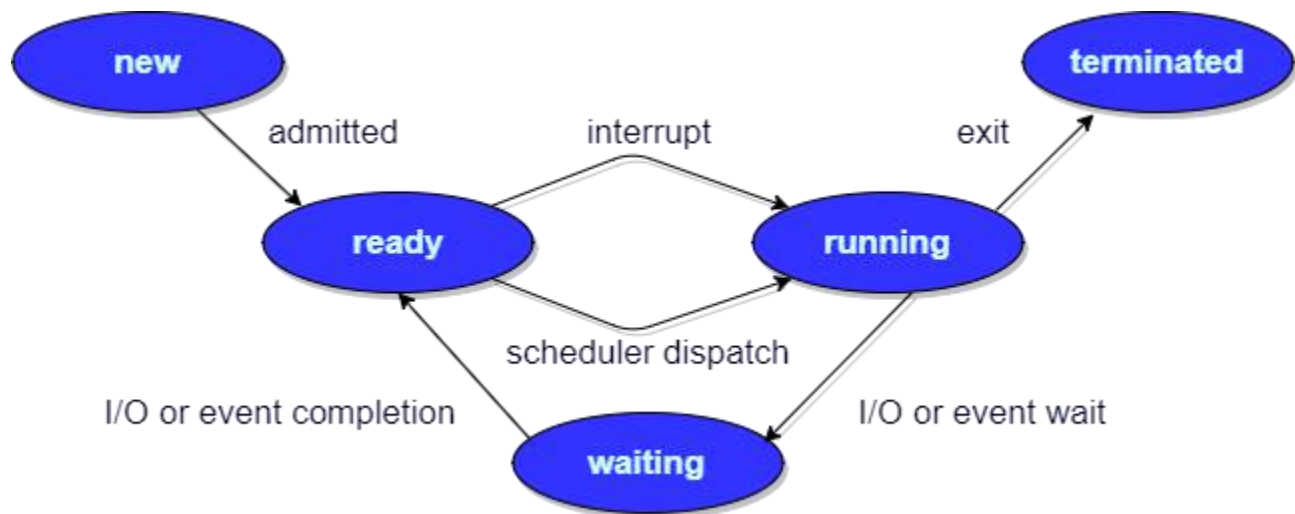 new
terminated
admitted
interrupt
exit
ready
running
scheduler dispatch
I/O or event completion
I/O or event wait
waiting